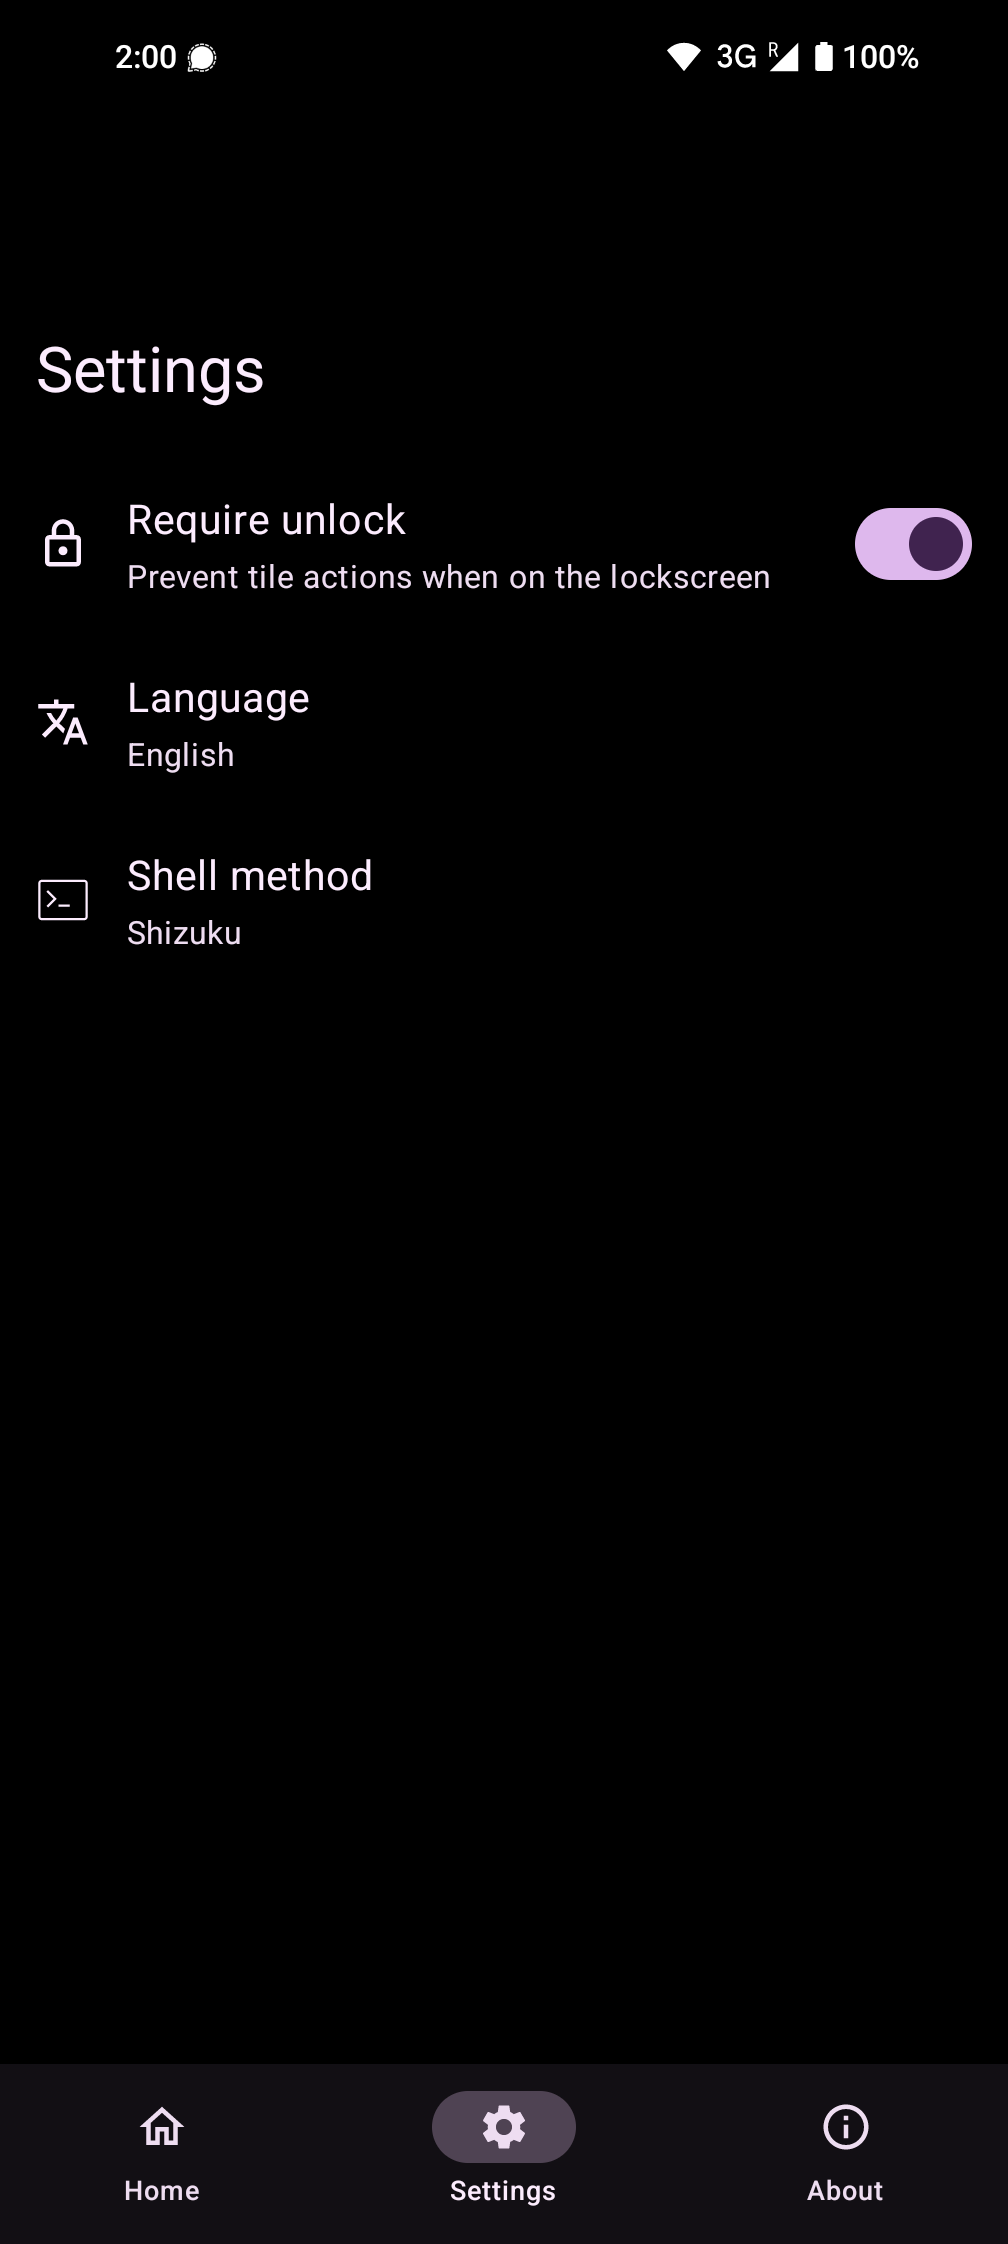 2:00 3G R 100%
Settings
Require unlock
Prevent tile actions when on the lockscreen
Language
English
Shell method
Shizuku
Home Settings About